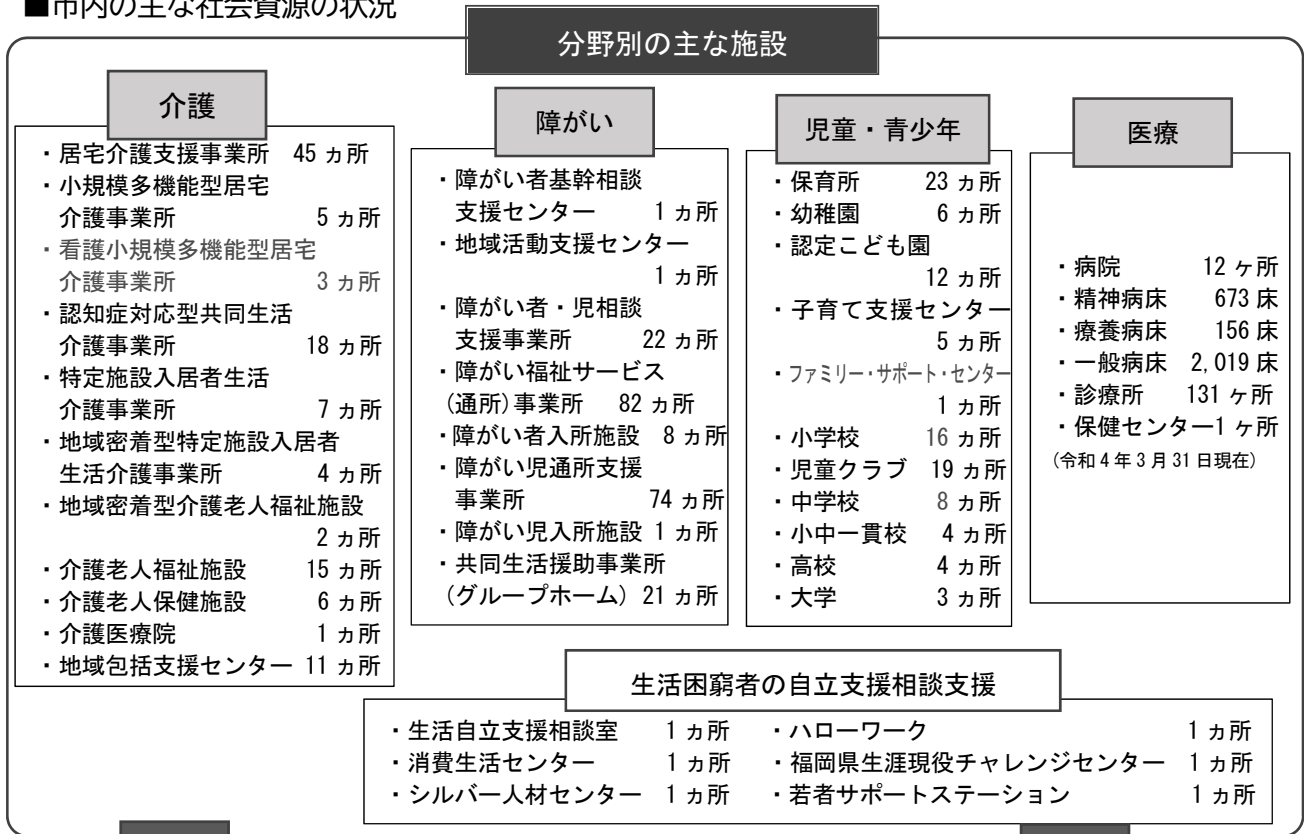 ■市内の主な社会資源の状況
分野別の主な施設
介護
・居宅介護支援事業所 45 ヵ所
・小規模多機能型居宅
介護事業所 5 ヵ所
・看護小規模多機能型居宅
介護事業所 3 ヵ所
・認知症対応型共同生活
介護事業所 18 ヵ所
・特定施設入居者生活
介護事業所 7 ヵ所
・地域密着型特定施設入居者
生活介護事業所 4 ヵ所
・地域密着型介護老人福祉施設
2 ヵ所
・介護老人福祉施設 15 ヵ所
・介護老人保健施設 6 ヵ所
・介護医療院 1 ヵ所
・地域包括支援センター 11 ヵ所
障がい
・障がい者基幹相談
支援センター 1 ヵ所
・地域活動支援センター
1 ヵ所
・障がい者・児相談
支援事業所 22 ヵ所
・障がい福祉サービス
(通所)事業所 82 ヵ所
・障がい者入所施設 8 ヵ所
・障がい児通所支援
事業所 74 ヵ所
・障がい児入所施設 1 ヵ所
・共同生活援助事業所
(グループホーム) 21 ヵ所
児童・青少年
・保育所 23 ヵ所
・幼稚園 6 ヵ所
・認定こども園
12 ヵ所
・子育て支援センター
5 ヵ所
・ファミリー・サポート・センター
1 ヵ所
・小学校 16 ヵ所
・児童クラブ 19 ヵ所
・中学校 8 ヵ所
・小中一貫校 4 ヵ所
・高校 4 ヵ所
・大学 3 ヵ所
医療
・病院 12 ヶ所
・精神病床 673 床
・療養病床 156 床
・一般病床 2,019 床
・診療所 131 ヶ所
・保健センター1 ヶ所
(令和 4 年 3 月 31 日現在)
生活困窮者の自立支援相談支援
・生活自立支援相談室 1 ヵ所
・消費生活センター 1 ヵ所
・シルバー人材センター 1 ヵ所
・ハローワーク 1 ヵ所
・福岡県生涯現役チャレンジセンター 1 ヵ所
・若者サポートステーション 1 ヵ所